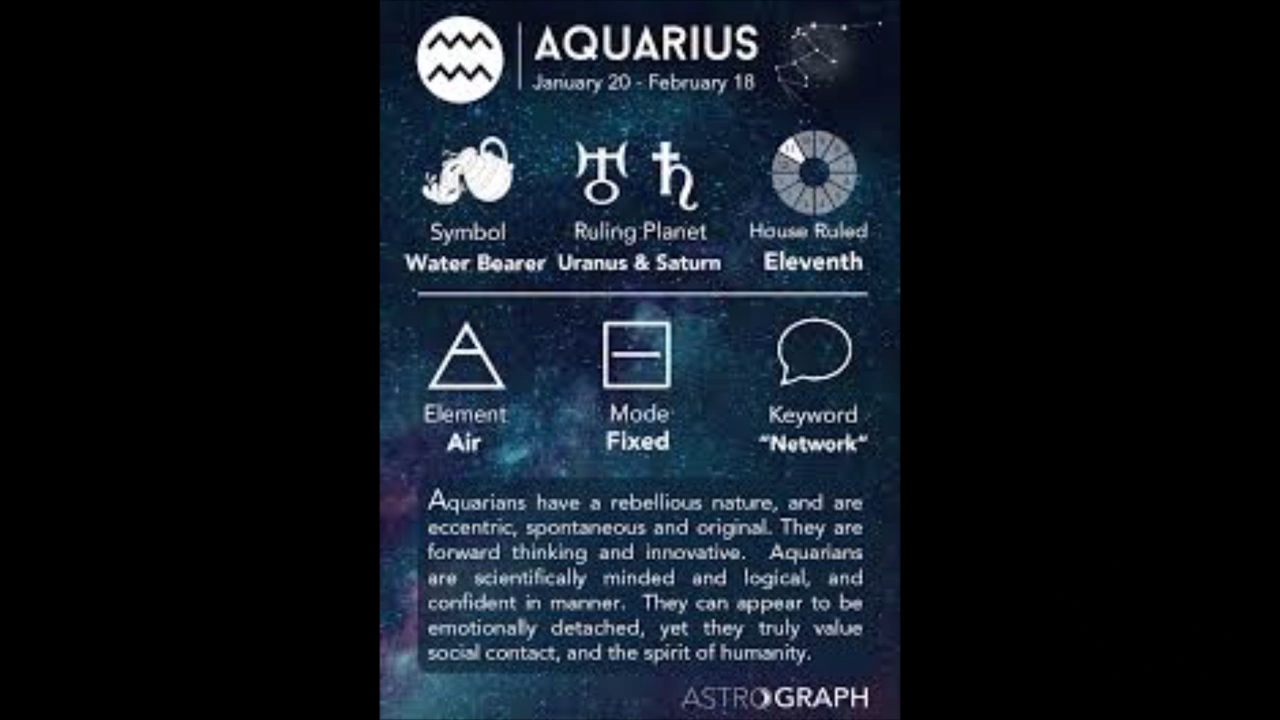 AQUARIUS
January 20 - February 18
Symbol
Water Bearer
Ruling Planet
Uranus & Saturn
House Ruled
Eleventh
Element
Air
Mode
Fixed
Keyword
“Network”
Aquarians have a rebellious nature, and are
eccentric, spontaneous and original. They are
forward thinking and innovative. Aquarians
are scientifically minded and logical, and
confident in manner. They can appear to be
emotionally detached, yet they truly value
social contact, and the spirit of humanity.
ASTROGRAPH